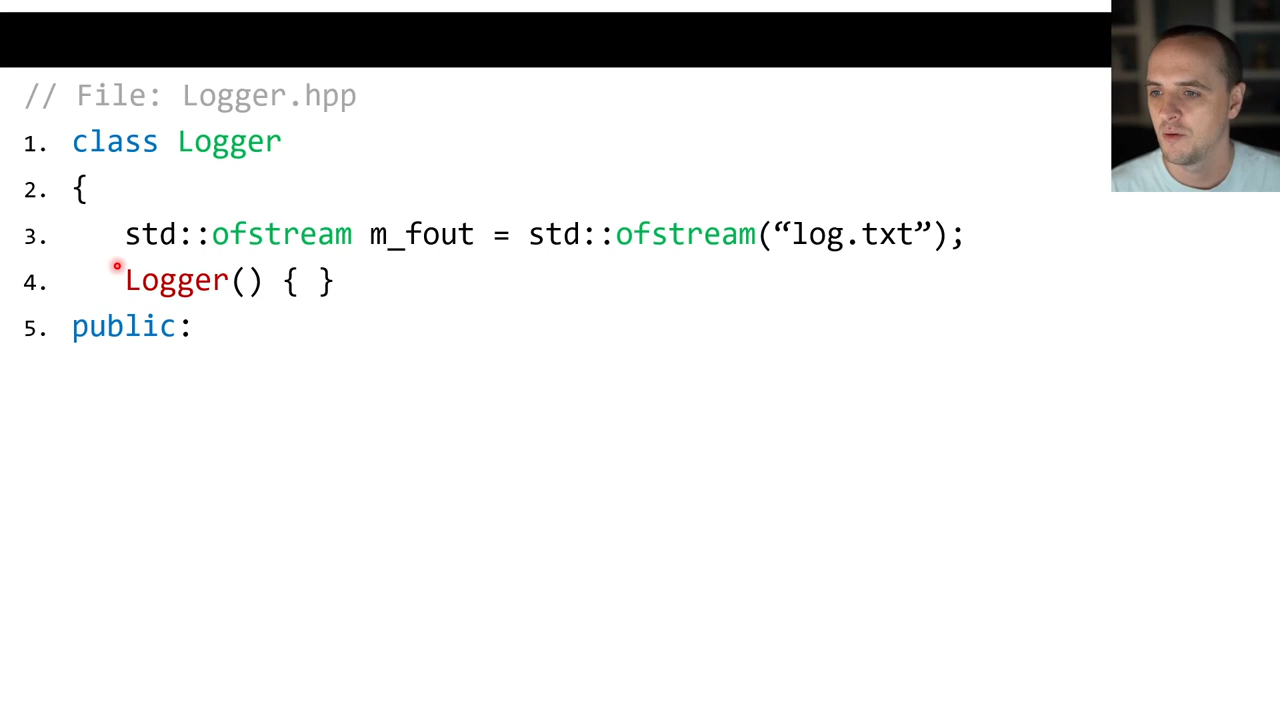 // File: Logger.hpp
1. class Logger
2. {
3. std::ofstream m_fout = std::ofstream(“log.txt”);
4. Logger() { }
5. public: